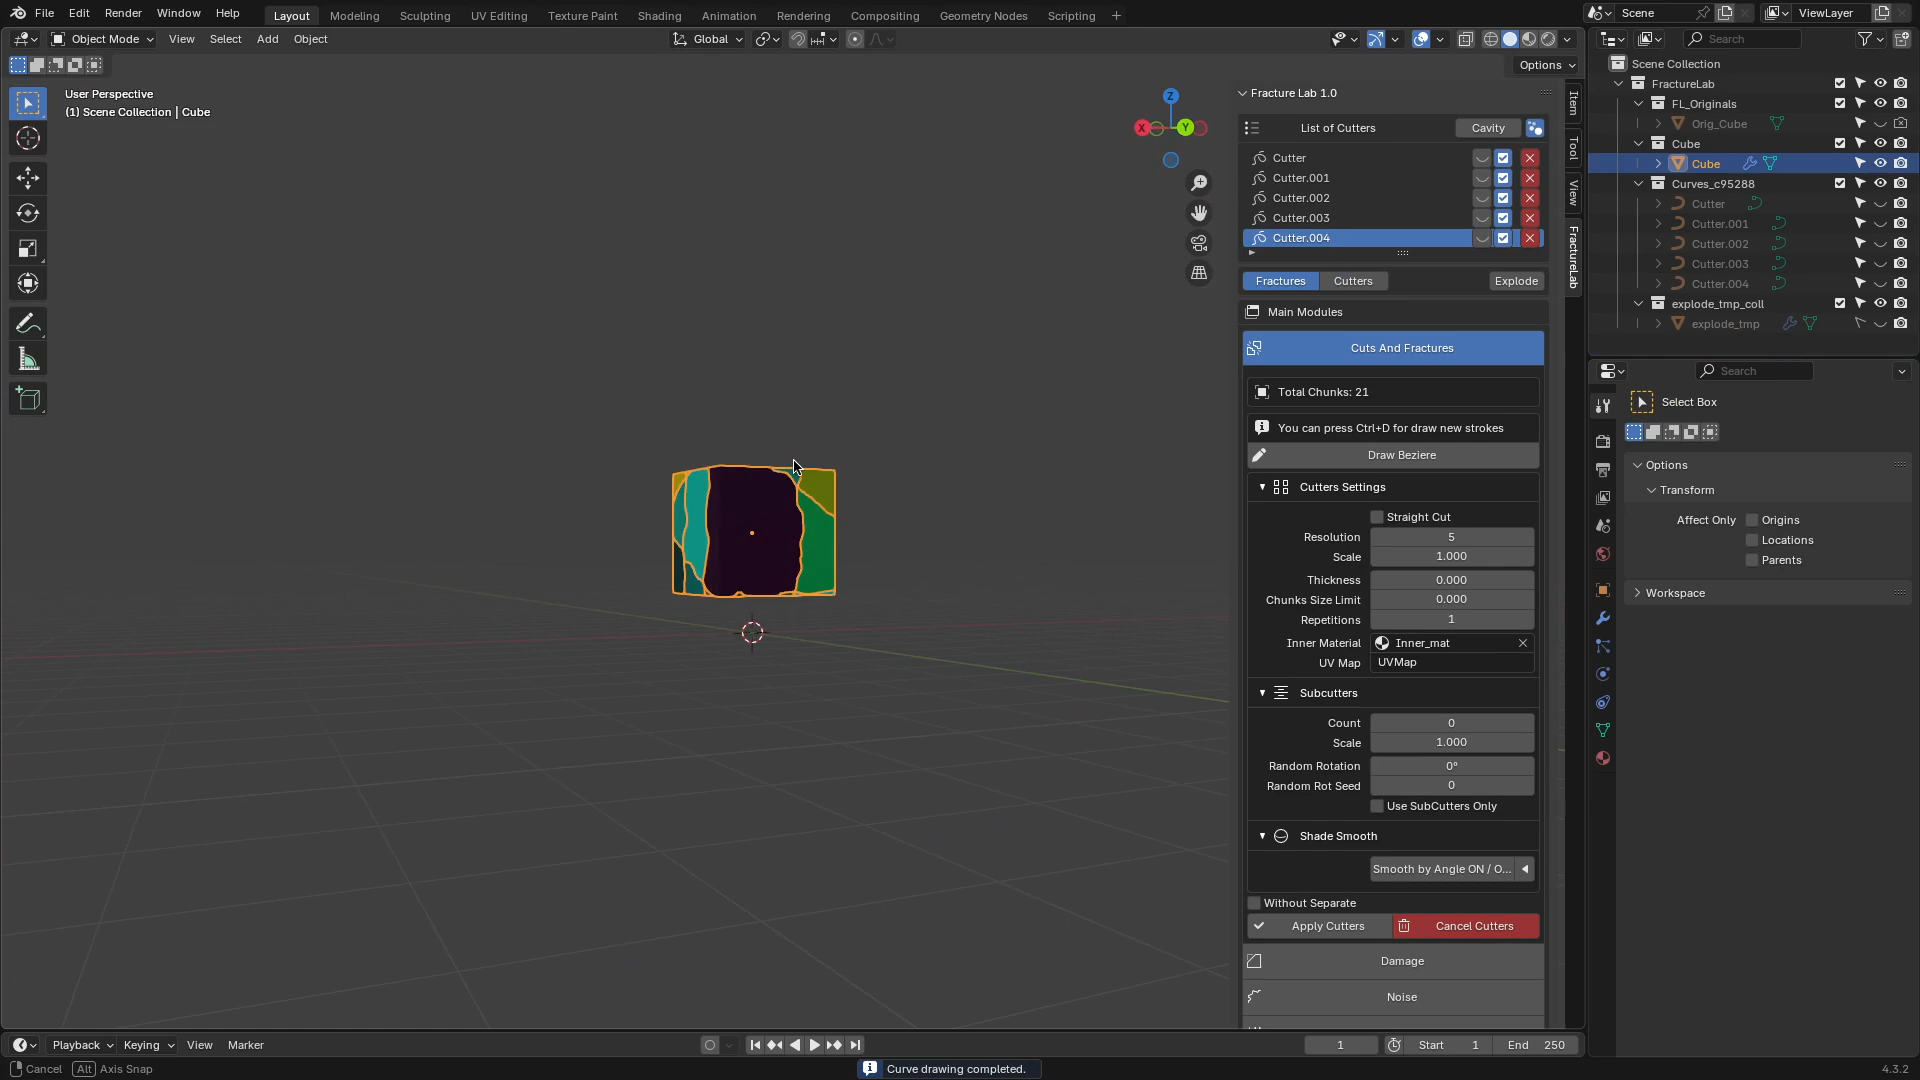 File Edit Render Window Help Layout Modeling Sculpting UV Editing Texture Paint Shading Animation Rendering Compositing Geometry Nodes Scripting Scene ViewLayer
Object Mode View Select Add Object Global Search
Options
User Perspective
(1) Scene Collection | Cube
Z
X
Y
Fracture Lab 1.0
List of Cutters Cavity
Cutter
Cutter.001
Cutter.002
Cutter.003
Cutter.004
Fractures Cutters Explode
Main Modules
Cuts And Fractures
Total Chunks: 21
You can press Ctrl+D for draw new strokes
Draw Beziere
Cutters Settings
Straight Cut
Resolution 5
Scale 1.000
Thickness 0.000
Chunks Size Limit 0.000
Repetitions 1
Inner Material Inner_mat
UV Map UVMap
Subcutters
Count 0
Scale 1.000
Random Rotation 0°
Random Rot Seed 0
Use SubCutters Only
Shade Smooth
Smooth by Angle ON / O...
Without Separate
Apply Cutters Cancel Cutters
Damage
Noise
Item
Tool
View
FractureLab
Scene Collection
FractureLab
FL_Originals
Orig_Cube
Cube
Cube
Curves_c95288
Cutter
Cutter.001
Cutter.002
Cutter.003
Cutter.004
explode_tmp_coll
explode_tmp
Search
Select Box
Options
Transform
Affect Only Origins
Locations
Parents
Workspace
Playback Keying View Marker 1 Start 1 End 250
Cancel Alt Axis Snap Curve drawing completed. 4.3.2